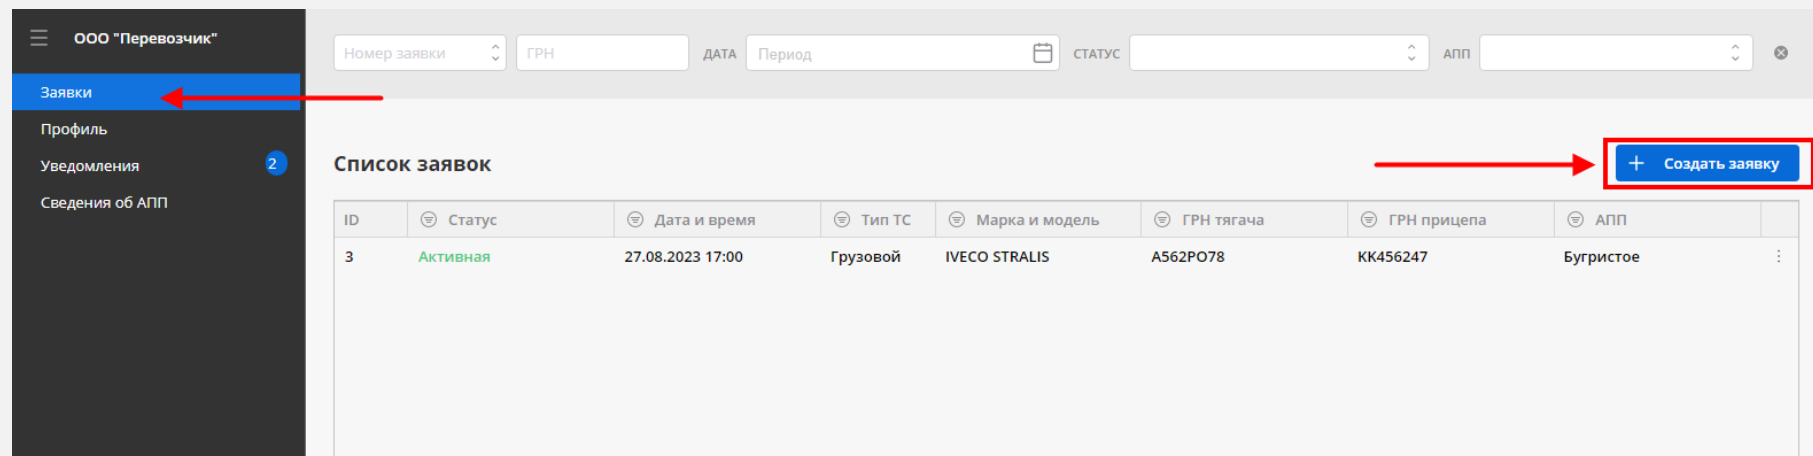 ООО "Перевозчик"
Номер заявки ГРН ДАТА Период СТАТУС АПП
Заявки
Профиль
Уведомления 2
Сведения об АПП
Список заявок
Создать заявку
ID Статус Дата и время Тип ТС Марка и модель ГРН тягача ГРН прицепа АПП
3 Активная 27.08.2023 17:00 Грузовой IVECO STRALIS А562РО78 КК456247 Бугристое